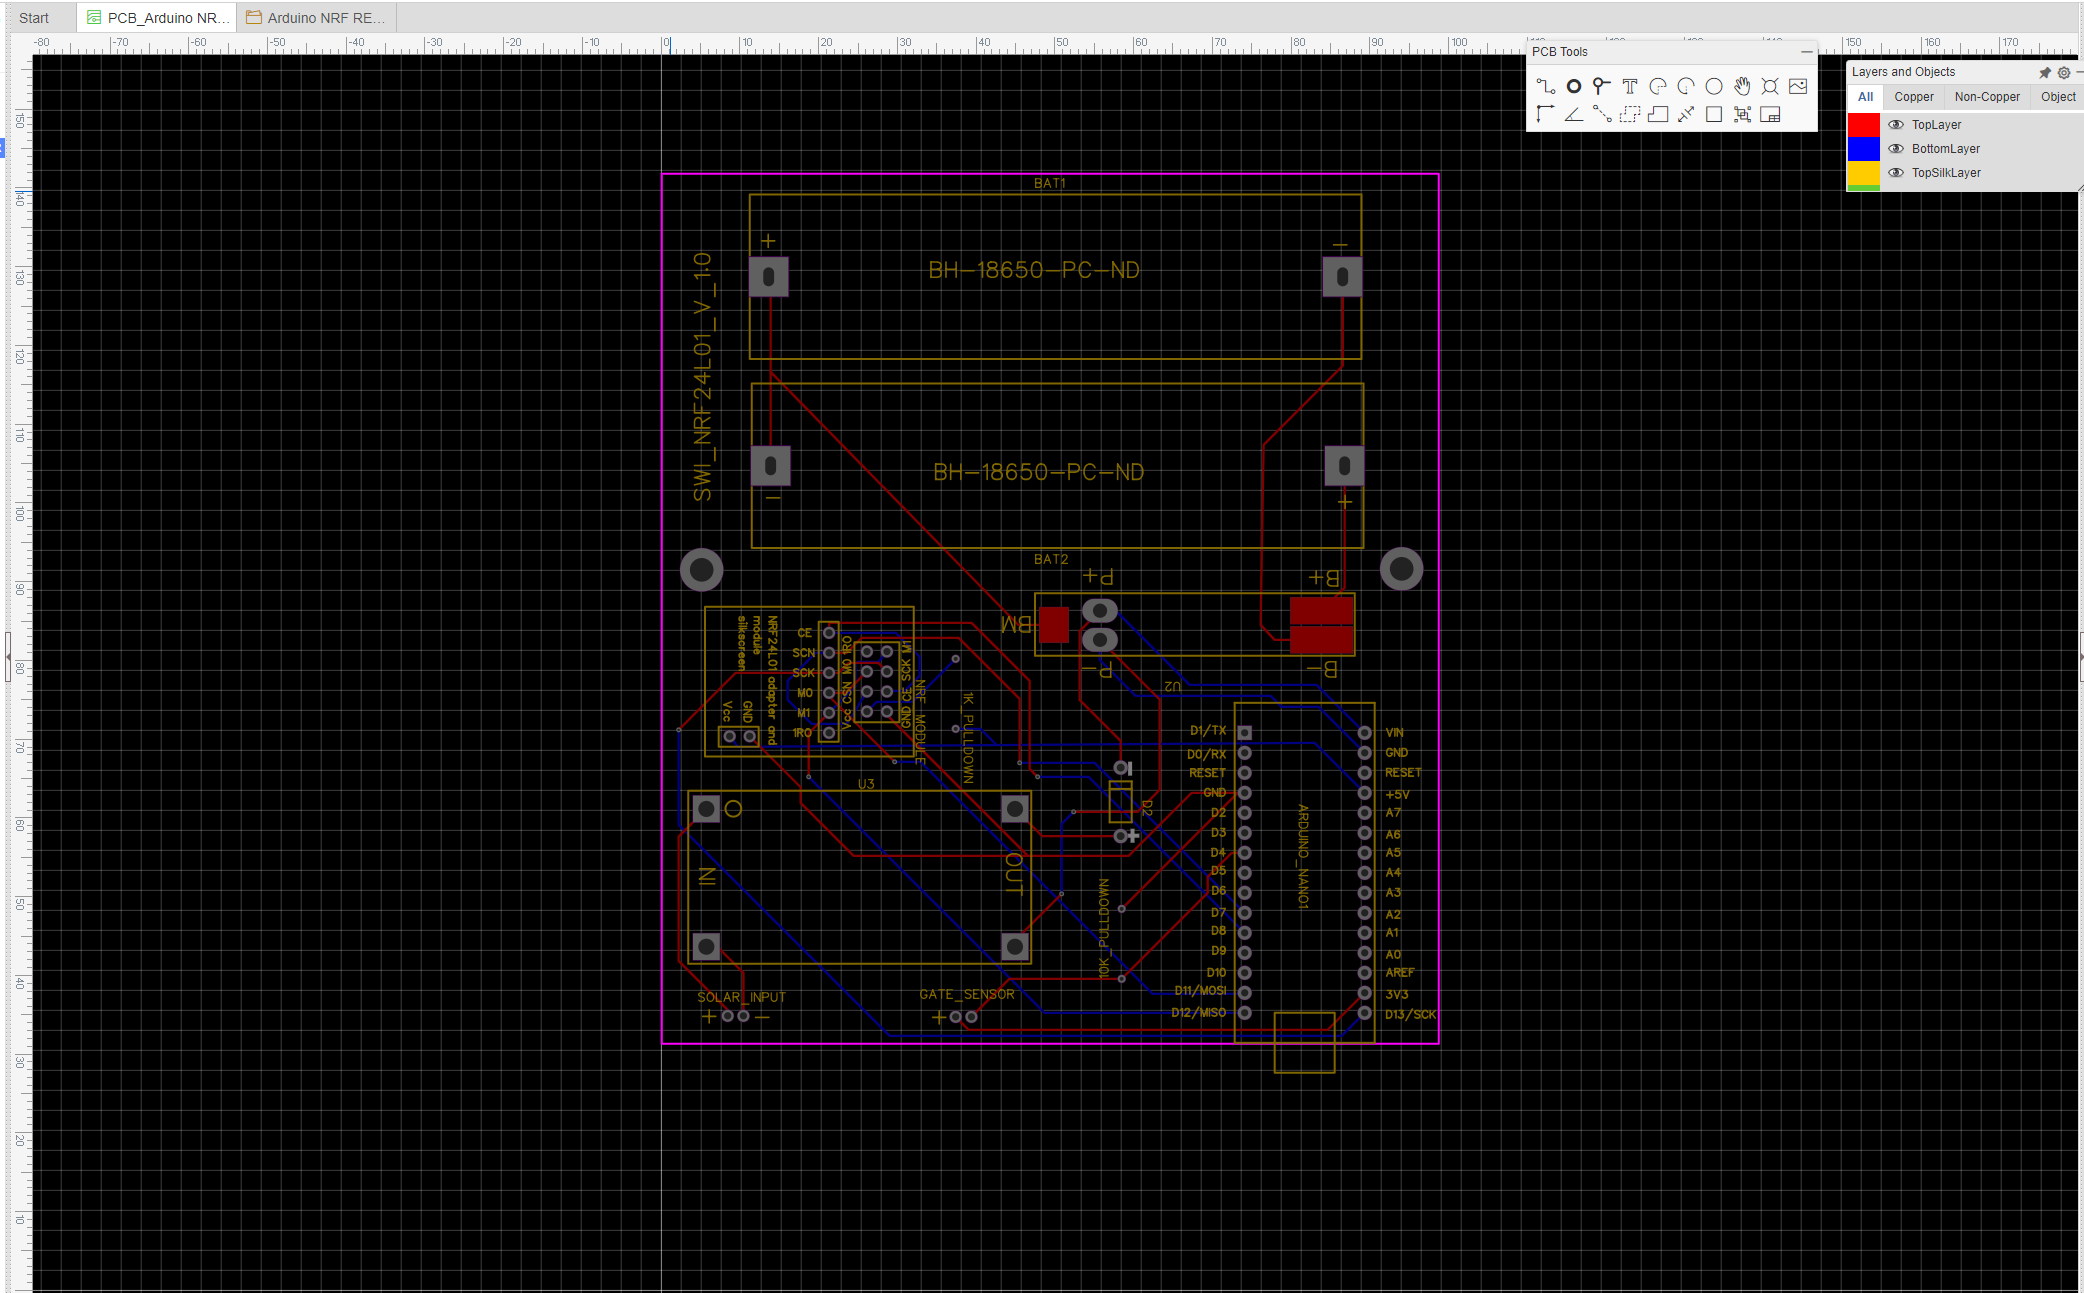 Start
PCB_Arduino NR...
Arduino NRF RE...
-80 -70 -60 -50 -40 -30 -20 -10 0 10 20 30 40 50 60 70 80 90 100 150 160 170
PCB Tools
Layers and Objects
All Copper Non-Copper Object
TopLayer
BottomLayer
TopSilkLayer
150
140
130
120
110
100
90
80
70
60
50
40
30
20
10
BAT1
+ −
BH-18650-PC-ND
SWI_NRF24L01_V_1.0
BH-18650-PC-ND
− +
BAT2
P+
B+
BM
P-
B-
U2
NRF24L01 adapter and
module
silkscreen
CE
SCN
SCK
M0
M1
1RO
Vcc
GND
Vcc CSN M0 1RO
GND CE SCK M1
NRF_MODULE
1K_PULLDOWN
U3
IN
OUT
D2
+
10K_PULLDOWN
SOLAR_INPUT
+ −
GATE_SENSOR
+
ARDUINO_NANO1
D1/TX
D0/RX
RESET
GND
D2
D3
D4
D5
D6
D7
D8
D9
D10
D11/MOSI
D12/MISO
VIN
GND
RESET
+5V
A7
A6
A5
A4
A3
A2
A1
A0
AREF
3V3
D13/SCK